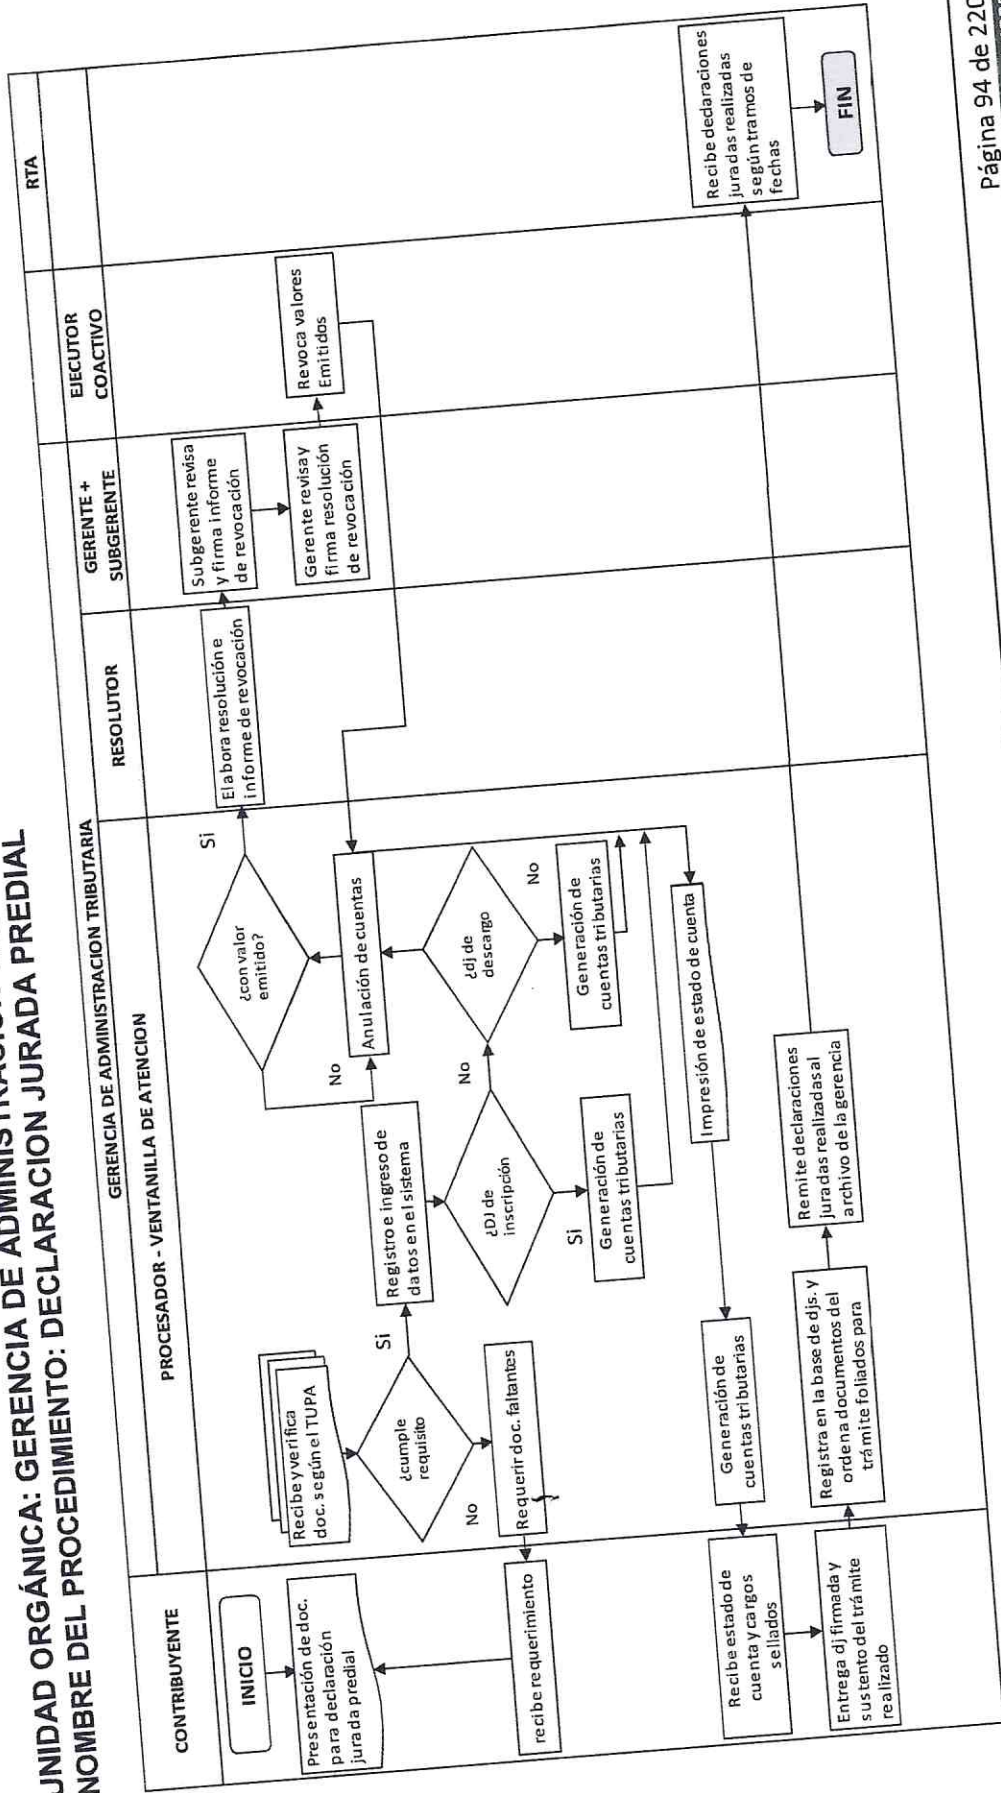 UNIDAD ORGÁNICA: GERENCIA DE
NOMBRE DEL PROCEDIMIENTO: DECLARACION JURADA PREDIAL
GERENCIA DE ADMINISTRACION TRIBUTARIA
RTA
CONTRIBUYENTE
PROCESADOR - VENTANILLA DE ATENCION
RESOLUTOR
GERENTE +
SUBGERENTE
EJECUTOR
COACTIVO
INICIO
Presentación de doc.
para declaración
jurada predial
recibe requerimiento
Recibe y verifica
doc. según el TUPA
¿cumple
requisito
Si
No
Requerir doc. faltantes
Registro e ingreso de
datos en el sistema
¿DJ de
inscripción
Si
No
Generación de
cuentas tributarias
¿dj de
descargo
No
Generación de
cuentas tributarias
Anulación de cuentas
¿con valor
emitido?
No
Si
Elabora resolución e
informe de revocación
Subgerente revisa
y firma informe
de revocación
Gerente revisa y
firma resolución
de revocación
Revoca valores
Emitidos
Impresión de estado de cuenta
Generación de
cuentas tributarias
Recibe estado de
cuenta y cargos
sellados
Entrega dj firmada y
sustento del trámite
realizado
Registra en la base de djs. y
ordena documentos del
trámite foliados para
Remite declaraciones
juradas realizadas al
archivo de la gerencia
Recibe dedaraciones
juradas realizadas
según tramos de
fechas
FIN
Página 94 de 220